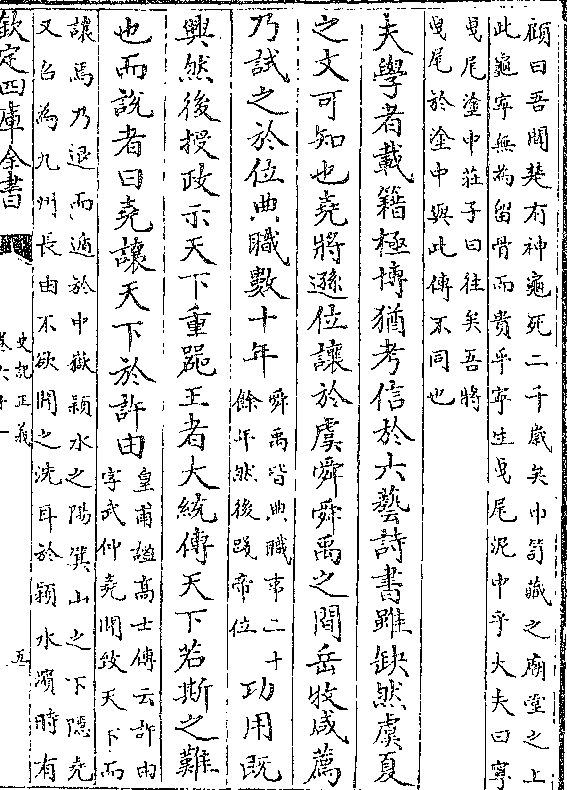 顧曰吾聞楚有神龜死二千歲矣巾笥藏之廟堂之上
此龜寧無為留骨而貴乎寧生曳尾泥中乎大夫曰寧
曳尾塗中莊子曰往矣吾將
曳尾於塗中與此傳不同也
夫學者載籍極博猶考信於六藝詩書雖缺然虞夏
之文可知也堯將遜位讓於虞舜舜禹之間岳牧咸薦
乃試之於位典職數十年
舜禹皆典職事二十
餘年然後踐帝位
功用既
興然後授政示天下重器王者大統傳天下若斯之難
也而說者曰堯讓天下於許由
皇甫謐高士傳云許由
字武仲堯聞致天下而
讓焉乃退而遁於中嶽潁水之陽箕山之下隱堯
又召為九州長由不欲聞之洗耳於潁水濱時有
欽定四庫全書
史記正義
五